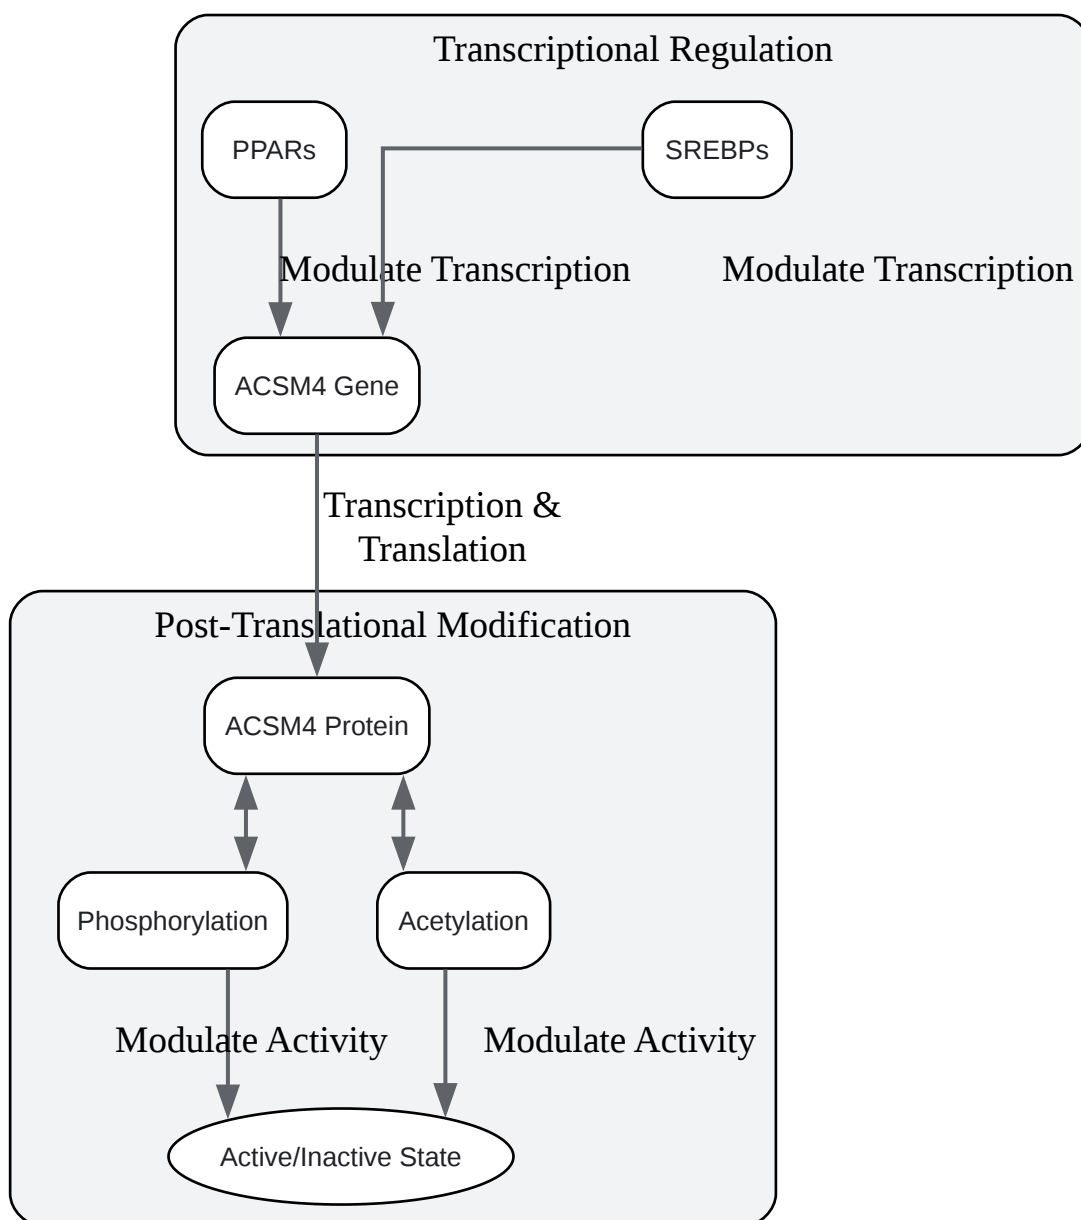 Transcriptional Regulation
PPARs
SREBPs
Modulate Transcription
Modulate Transcription
ACSM4 Gene
Transcription &
Translation
Post-Translational Modification
ACSM4 Protein
Phosphorylation
Acetylation
Modulate Activity
Modulate Activity
Active/Inactive State